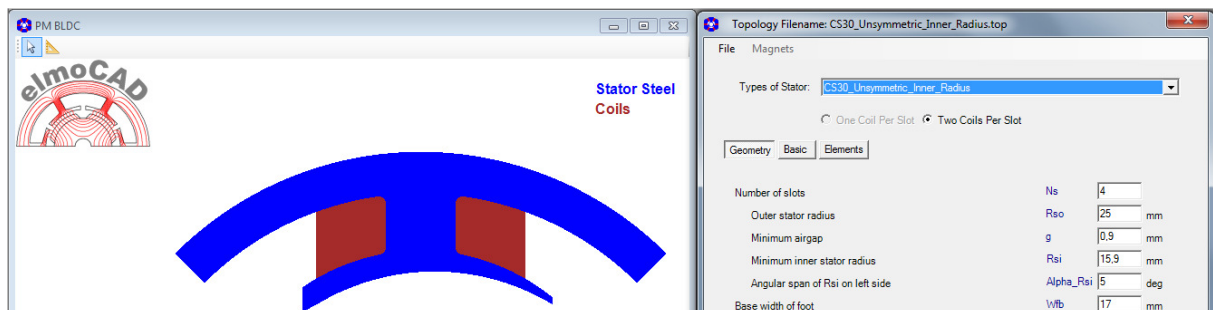 PM BLDC
elmoCAD
Stator Steel
Coils
Topology Filename: CS30_Unsymmetric_Inner_Radius.top
File Magnets
Types of Stator: CS30_Unsymmetric_Inner_Radius
One Coil Per Slot Two Coils Per Slot
Geometry Basic Elements
Number of slots Ns 4
Outer stator radius Rso 25 mm
Minimum airgap g 0,9 mm
Minimum inner stator radius Rsi 15,9 mm
Angular span of Rsi on left side Alpha_Rsi 5 deg
Base width of foot Wfb 17 mm